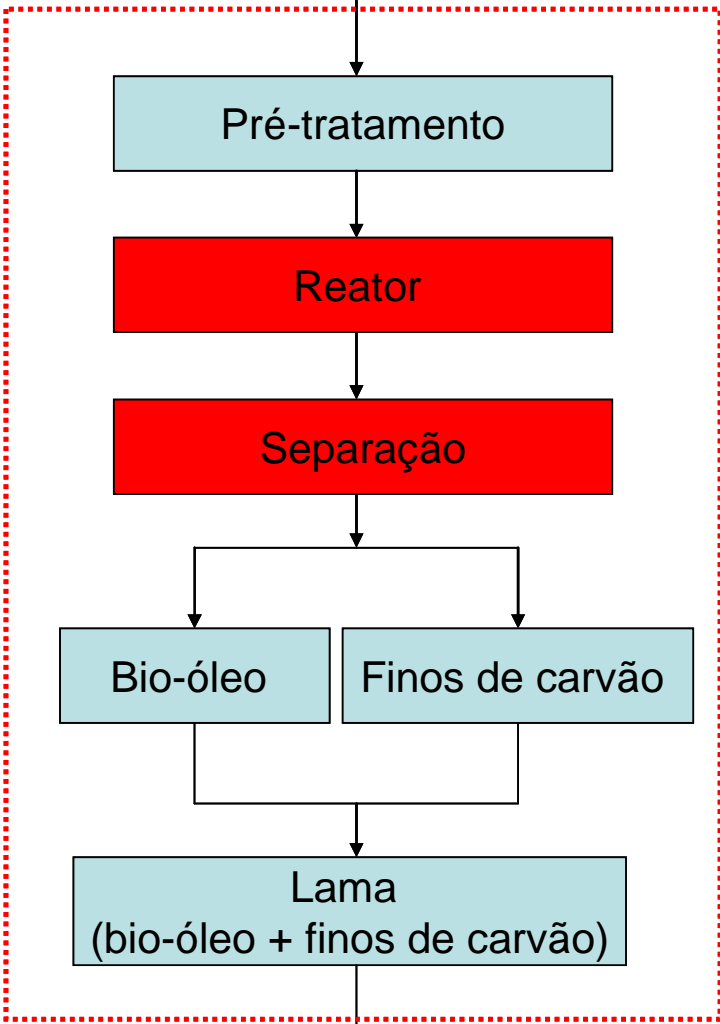 Pré-tratamento
Reator
Separação
Bio-óleo
Finos de carvão
Lama
(bio-óleo + finos de carvão)